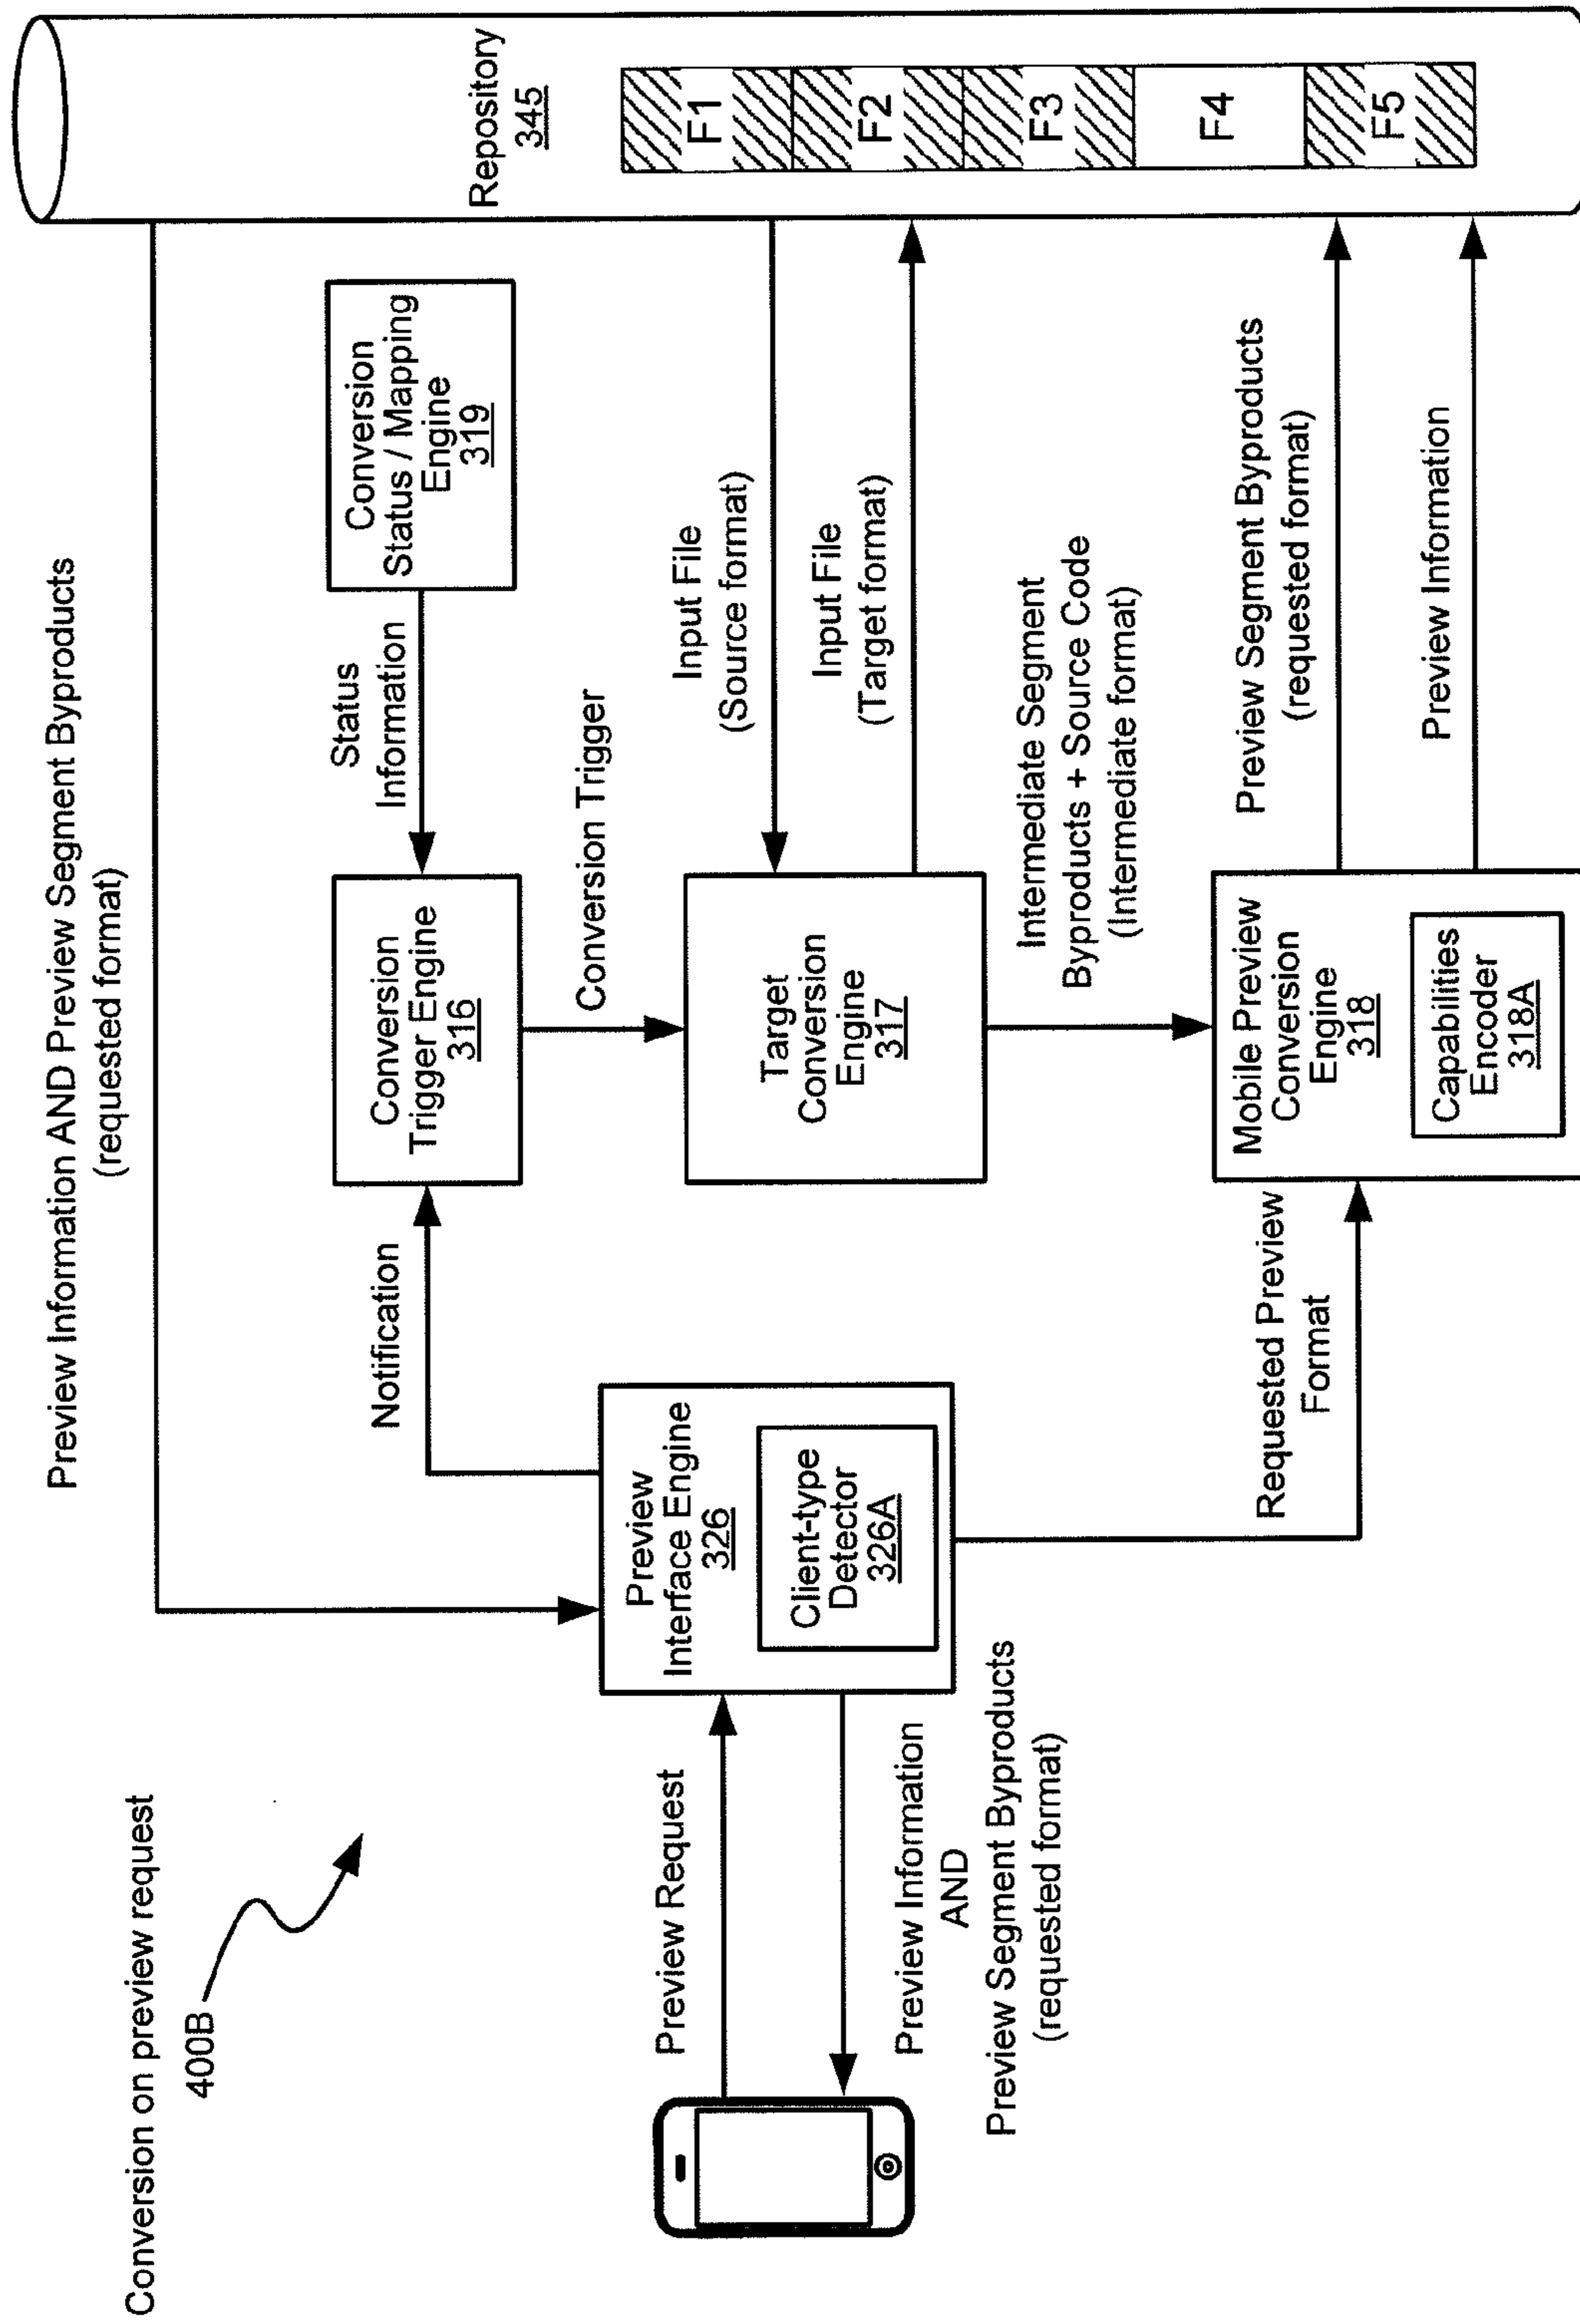 Conversion on preview request
400B
Preview Information AND Preview Segment Byproducts
(requested format)
Preview Request
Preview Information
AND
Preview Segment Byproducts
(requested format)
Preview
Interface Engine
326
Client-type
Detector
326A
Notification
Requested Preview
Format
Conversion
Trigger Engine
316
Status
Information
Conversion
Status / Mapping
Engine
319
Conversion Trigger
Target
Conversion
Engine
317
Input File
(Source format)
Input File
(Target format)
Intermediate Segment
Byproducts + Source Code
(Intermediate format)
Mobile Preview
Conversion
Engine
318
Capabilities
Encoder
318A
Preview Segment Byproducts
(requested format)
Preview Information
Repository
345
F1
F2
F3
F4
F5